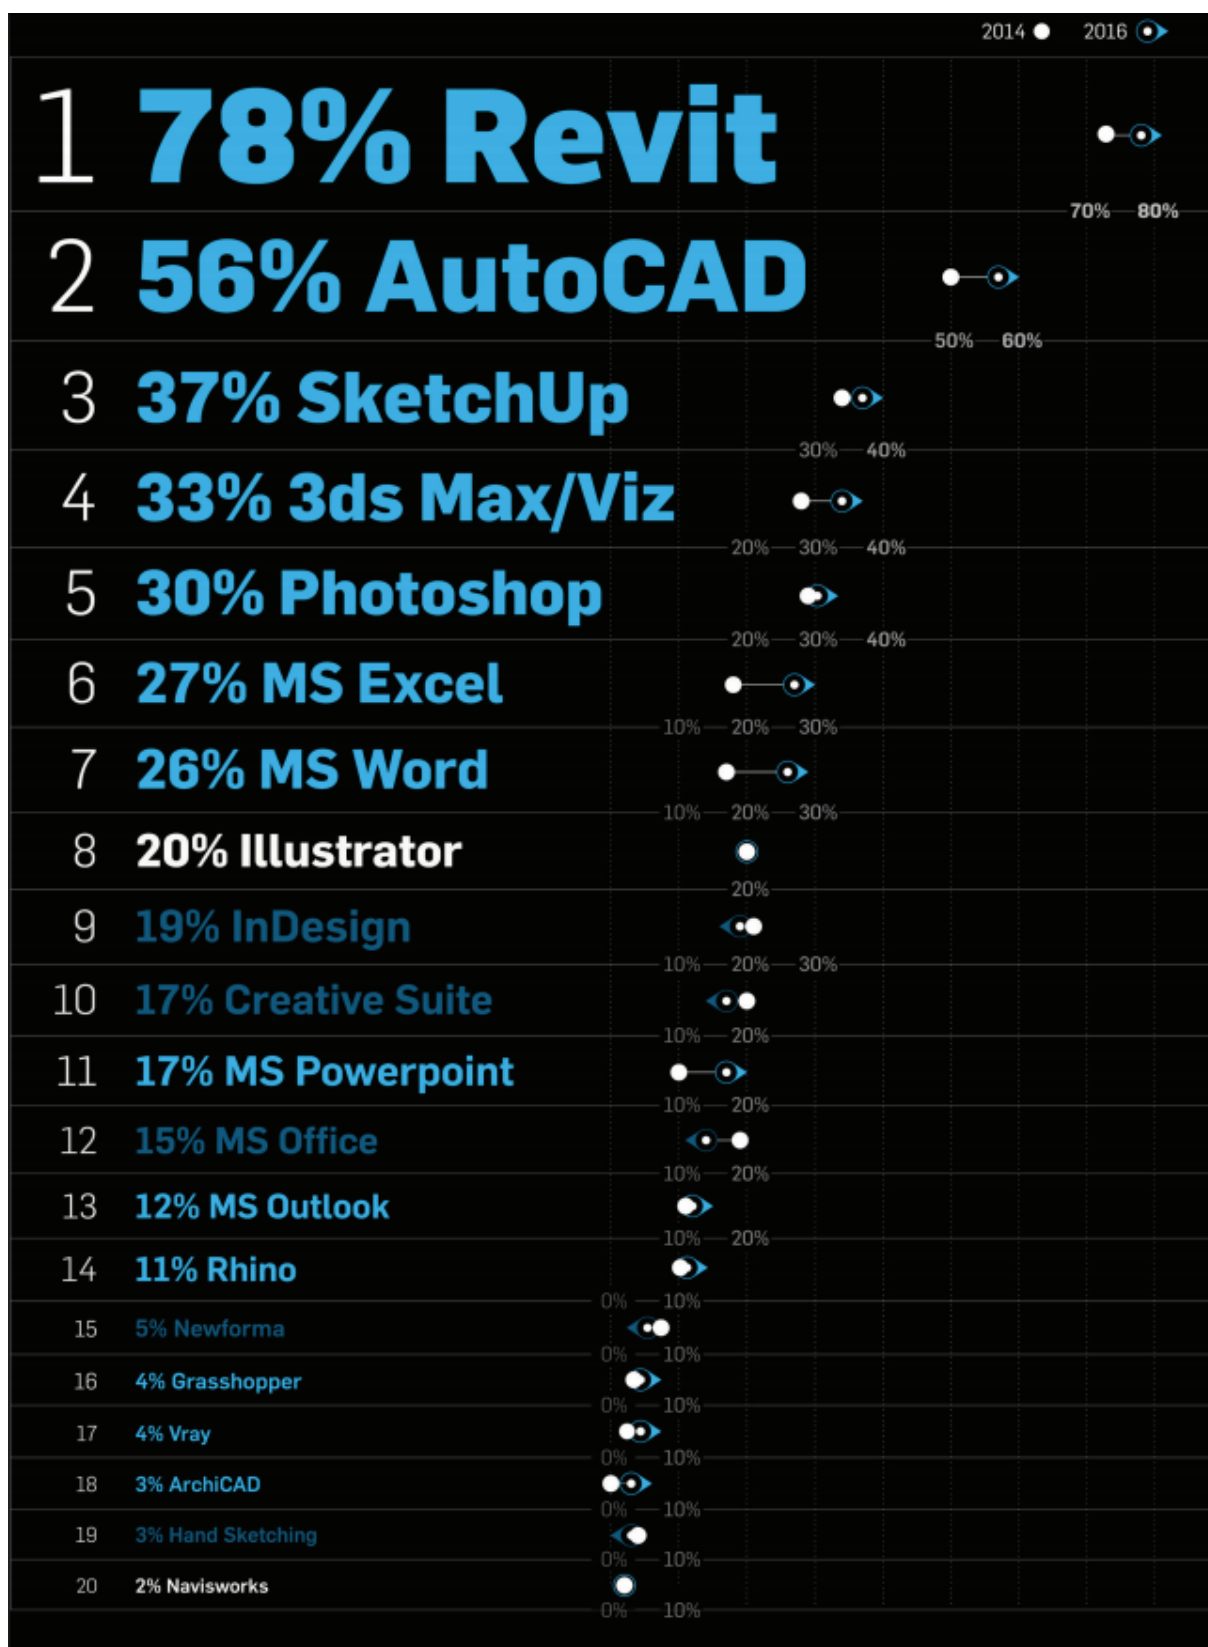 2014 2016
1 78% Revit
70% 80%
2 56% AutoCAD
50% 60%
3 37% SketchUp
30% 40%
4 33% 3ds Max/Viz
20% 30% 40%
5 30% Photoshop
20% 30% 40%
6 27% MS Excel
10% 20% 30%
7 26% MS Word
10% 20% 30%
8 20% Illustrator
20%
9 19% InDesign
10% 20% 30%
10 17% Creative Suite
10% 20%
11 17% MS Powerpoint
10% 20%
12 15% MS Office
10% 20%
13 12% MS Outlook
10% 20%
14 11% Rhino
0% 10%
15 5% Newforma
0% 10%
16 4% Grasshopper
0% 10%
17 4% Vray
0% 10%
18 3% ArchiCAD
0% 10%
19 3% Hand Sketching
0% 10%
20 2% Navisworks
0% 10%